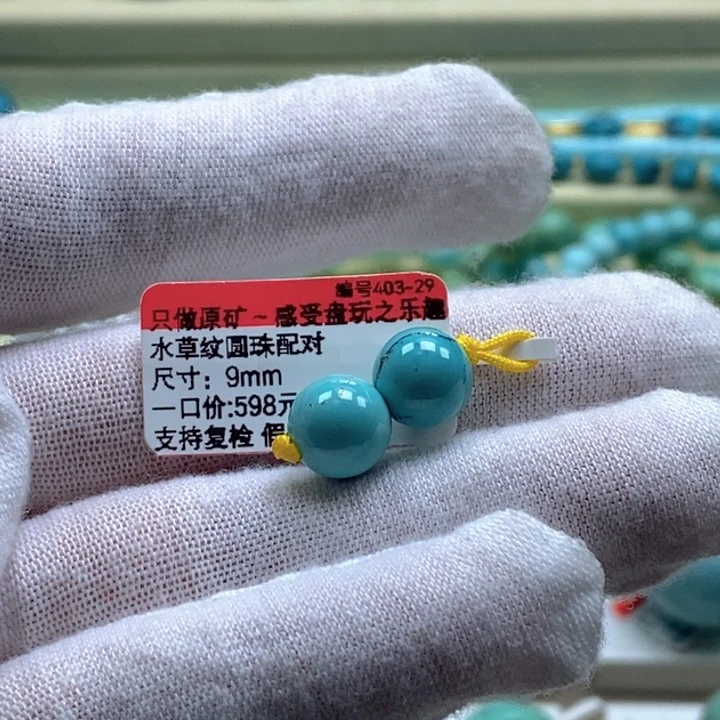 编号403-29
只做原矿~感受盘玩之乐趣
水草纹圆珠配对
尺寸：9mm
一口价:598元
支持复检 假